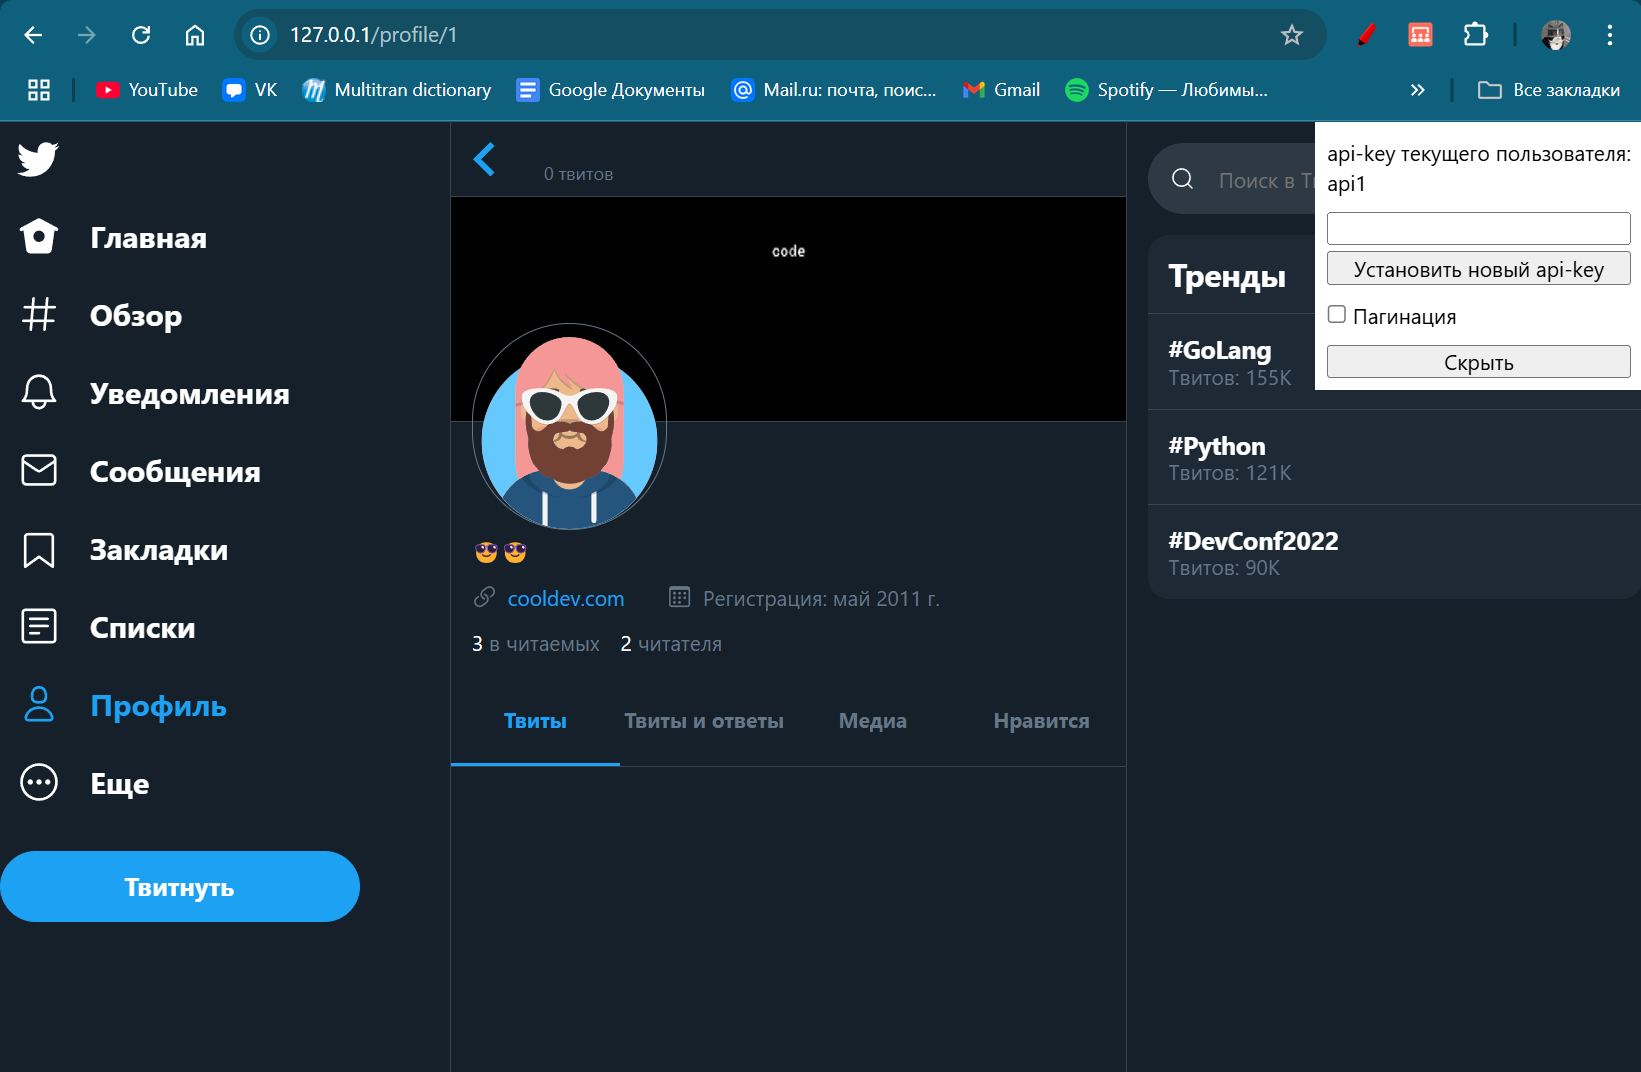 127.0.0.1/profile/1
YouTube
VK
Multitran dictionary
Google Документы
Mail.ru: почта, поис...
Gmail
Spotify — Любимы...
Все закладки
Главная
Обзор
Уведомления
Сообщения
Закладки
Списки
Профиль
Еще
Твитнуть
0 твитов
code
😎😎
cooldev.com
Регистрация: май 2011 г.
3 в читаемых 2 читателя
Твиты
Твиты и ответы
Медиа
Нравится
Поиск в
Тренды
#GoLang
Твитов: 155K
#Python
Твитов: 121K
#DevConf2022
Твитов: 90K
api-key текущего пользователя:
api1
Установить новый api-key
Пагинация
Скрыть